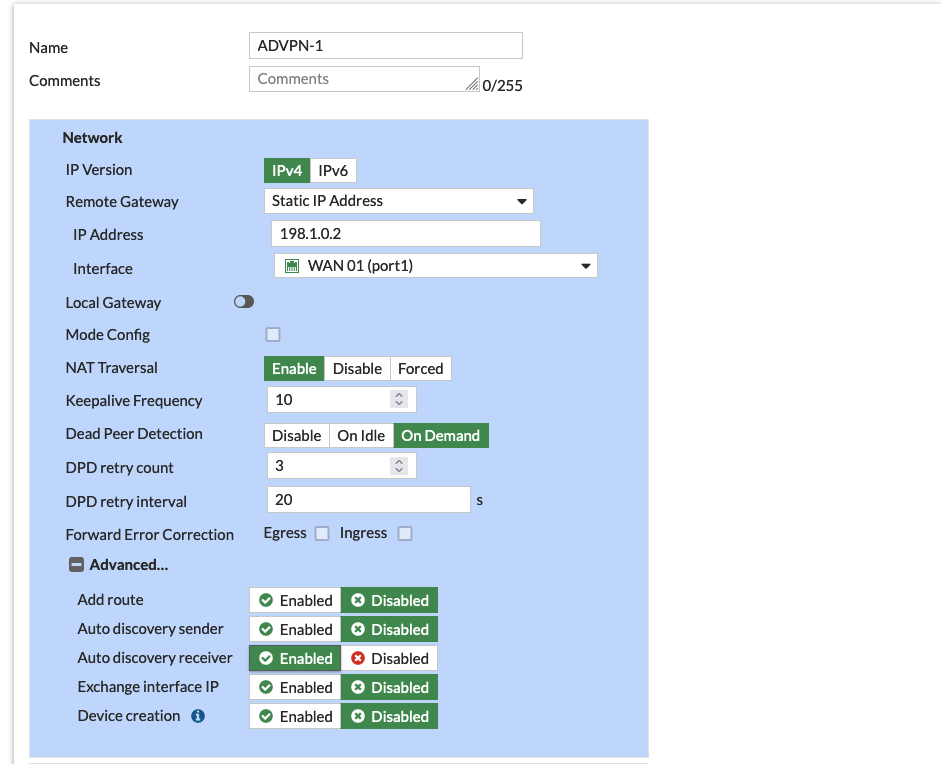 Name ADVPN-1
Comments Comments 0/255
Network
IP Version IPv4 IPv6
Remote Gateway Static IP Address
IP Address 198.1.0.2
Interface WAN 01 (port1)
Local Gateway
Mode Config
NAT Traversal Enable Disable Forced
Keepalive Frequency 10
Dead Peer Detection Disable On Idle On Demand
DPD retry count 3
DPD retry interval 20 s
Forward Error Correction Egress Ingress
Advanced...
Add route Enabled Disabled
Auto discovery sender Enabled Disabled
Auto discovery receiver Enabled Disabled
Exchange interface IP Enabled Disabled
Device creation Enabled Disabled